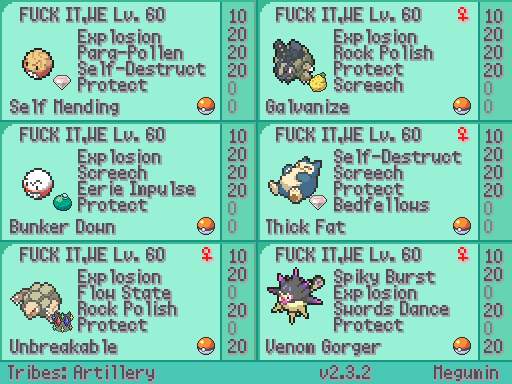 FUCK IT,WE Lv. 60
Explosion
Para-Pollen
Self-Destruct
Protect
Self Mending
10
20
20
20
0
0
FUCK IT,WE Lv. 60 ♀
Explosion
Rock Polish
Protect
Screech
Galvanize
10
20
20
20
0
0
FUCK IT,WE Lv. 60
Explosion
Screech
Eerie Impulse
Protect
Bunker Down
10
20
20
20
0
0
FUCK IT,WE Lv. 60 ♀
Self-Destruct
Screech
Protect
Bedfellows
Thick Fat
10
20
20
20
0
0
FUCK IT,WE Lv. 60 ♀
Explosion
Flow State
Rock Polish
Protect
Unbreakable
10
20
0
20
0
20
FUCK IT,WE Lv. 60 ♀
Spiky Burst
Explosion
Swords Dance
Protect
Venom Gorger
10
20
0
20
0
20
Tribes: Artillery
v2.3.2
Megumin